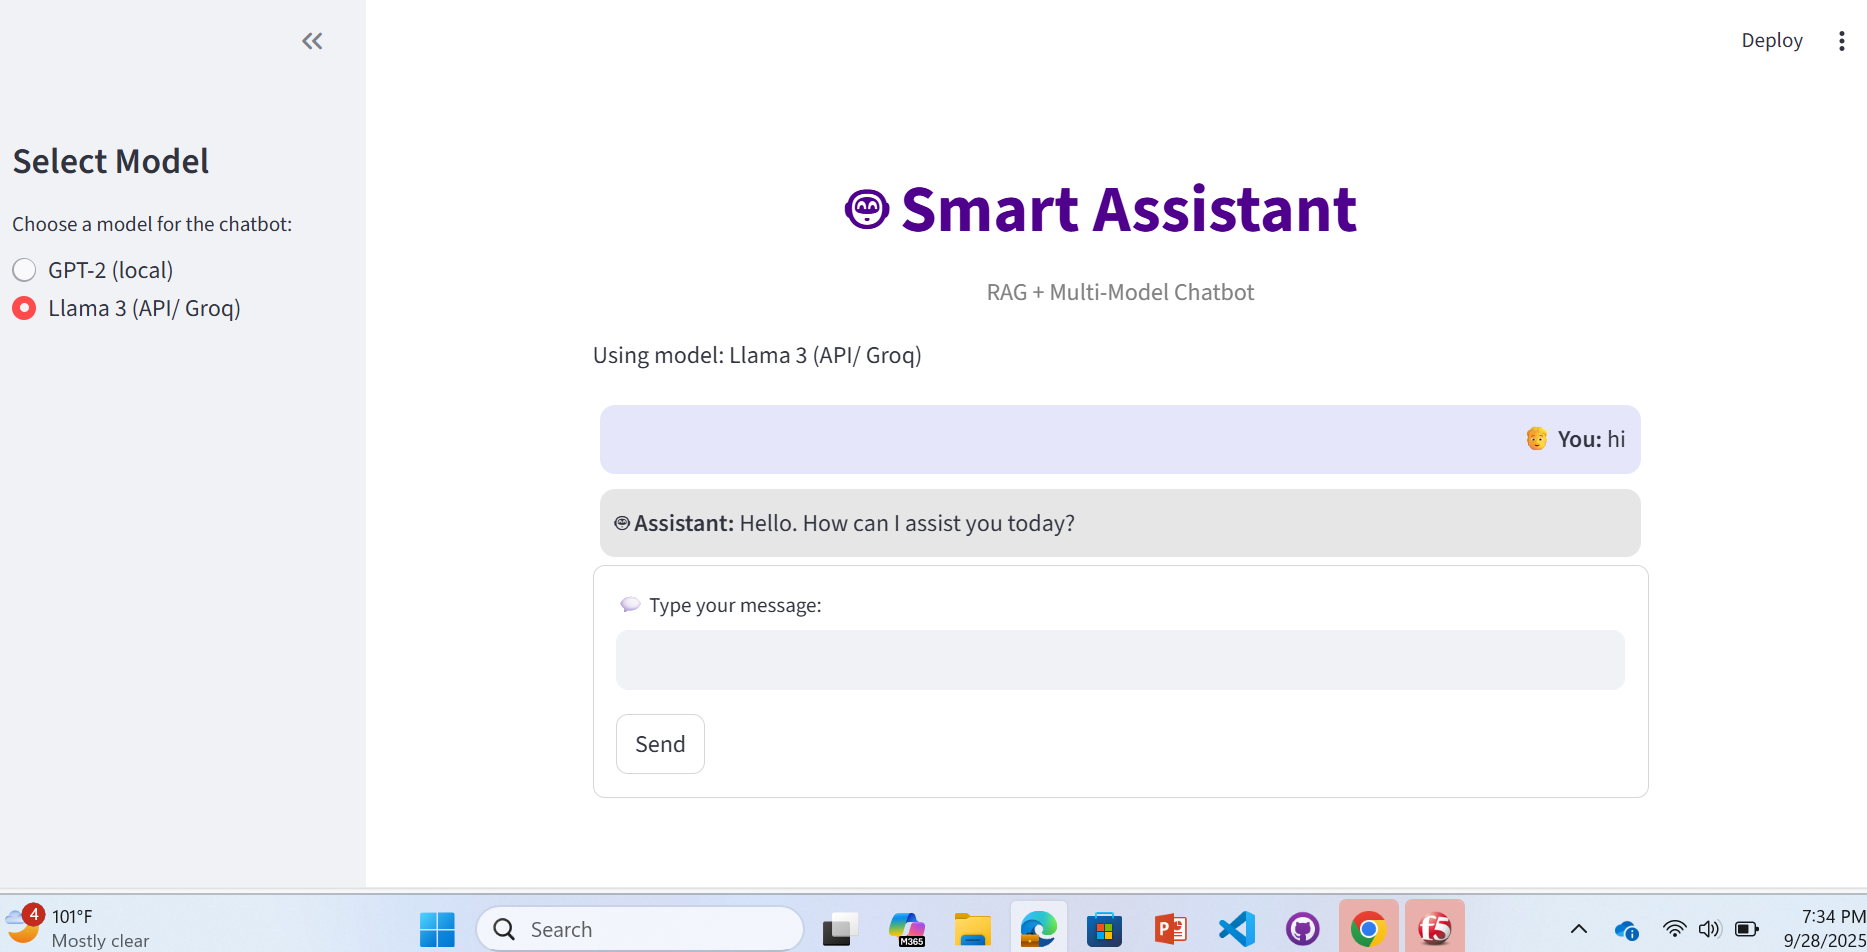 Deploy
Select Model
Choose a model for the chatbot:
GPT-2 (local)
Llama 3 (API/ Groq)
Smart Assistant
RAG + Multi-Model Chatbot
Using model: Llama 3 (API/ Groq)
You: hi
Assistant: Hello. How can I assist you today?
Type your message:
Send
4
101°F
Mostly clear
Search
M365
P
f5
7:34 PM
9/28/2025